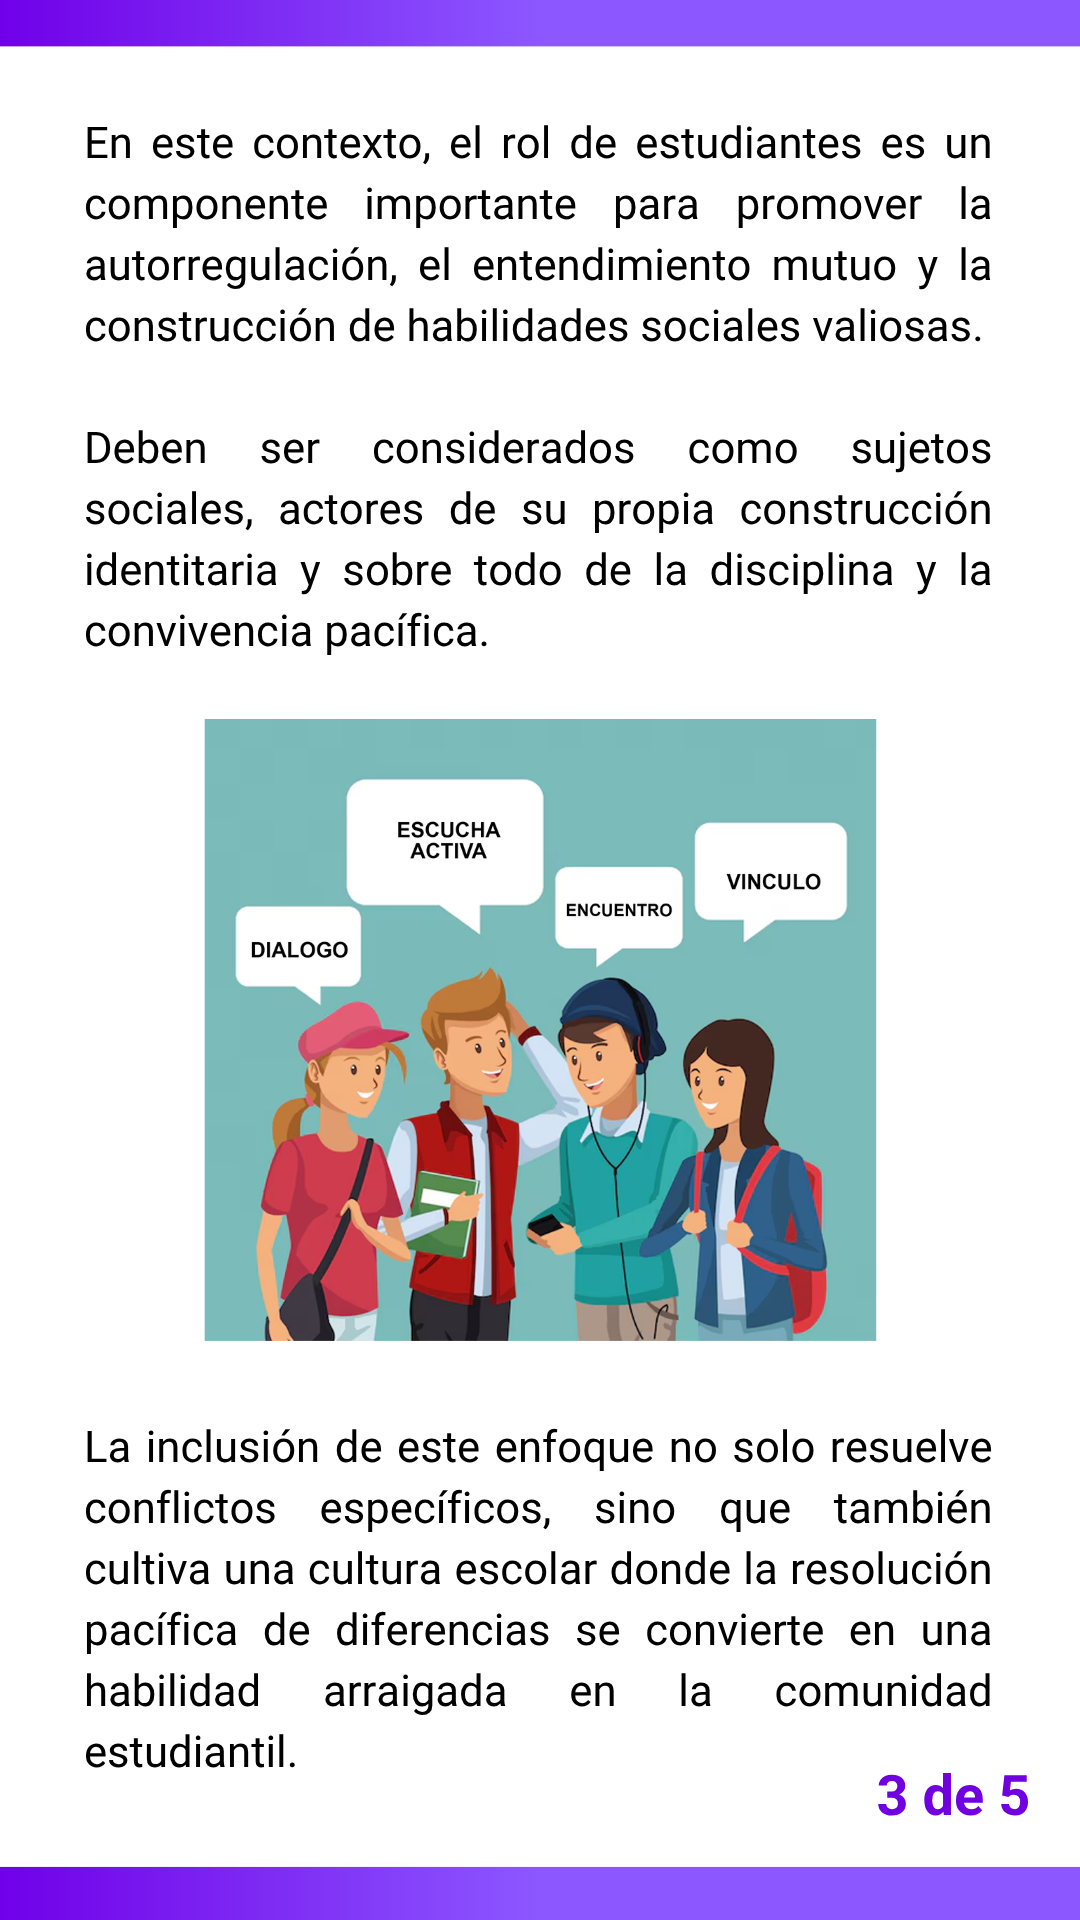 En este contexto, el rol de estudiantes es un
componente importante para promover la
autorregulación, el entendimiento mutuo y la
construcción de habilidades sociales valiosas.
Deben ser considerados como sujetos
sociales, actores de su propia construcción
identitaria y sobre todo de la disciplina y la
convivencia pacífica.
ESCUCHA
ACTIVA
VINCULO
ENCUENTRO
DIALOGO
La inclusión de este enfoque no solo resuelve
conflictos específicos, sino que también
cultiva una cultura escolar donde la resolución
pacífica de diferencias se convierte en una
habilidad arraigada en la comunidad
estudiantil.
3 de 5